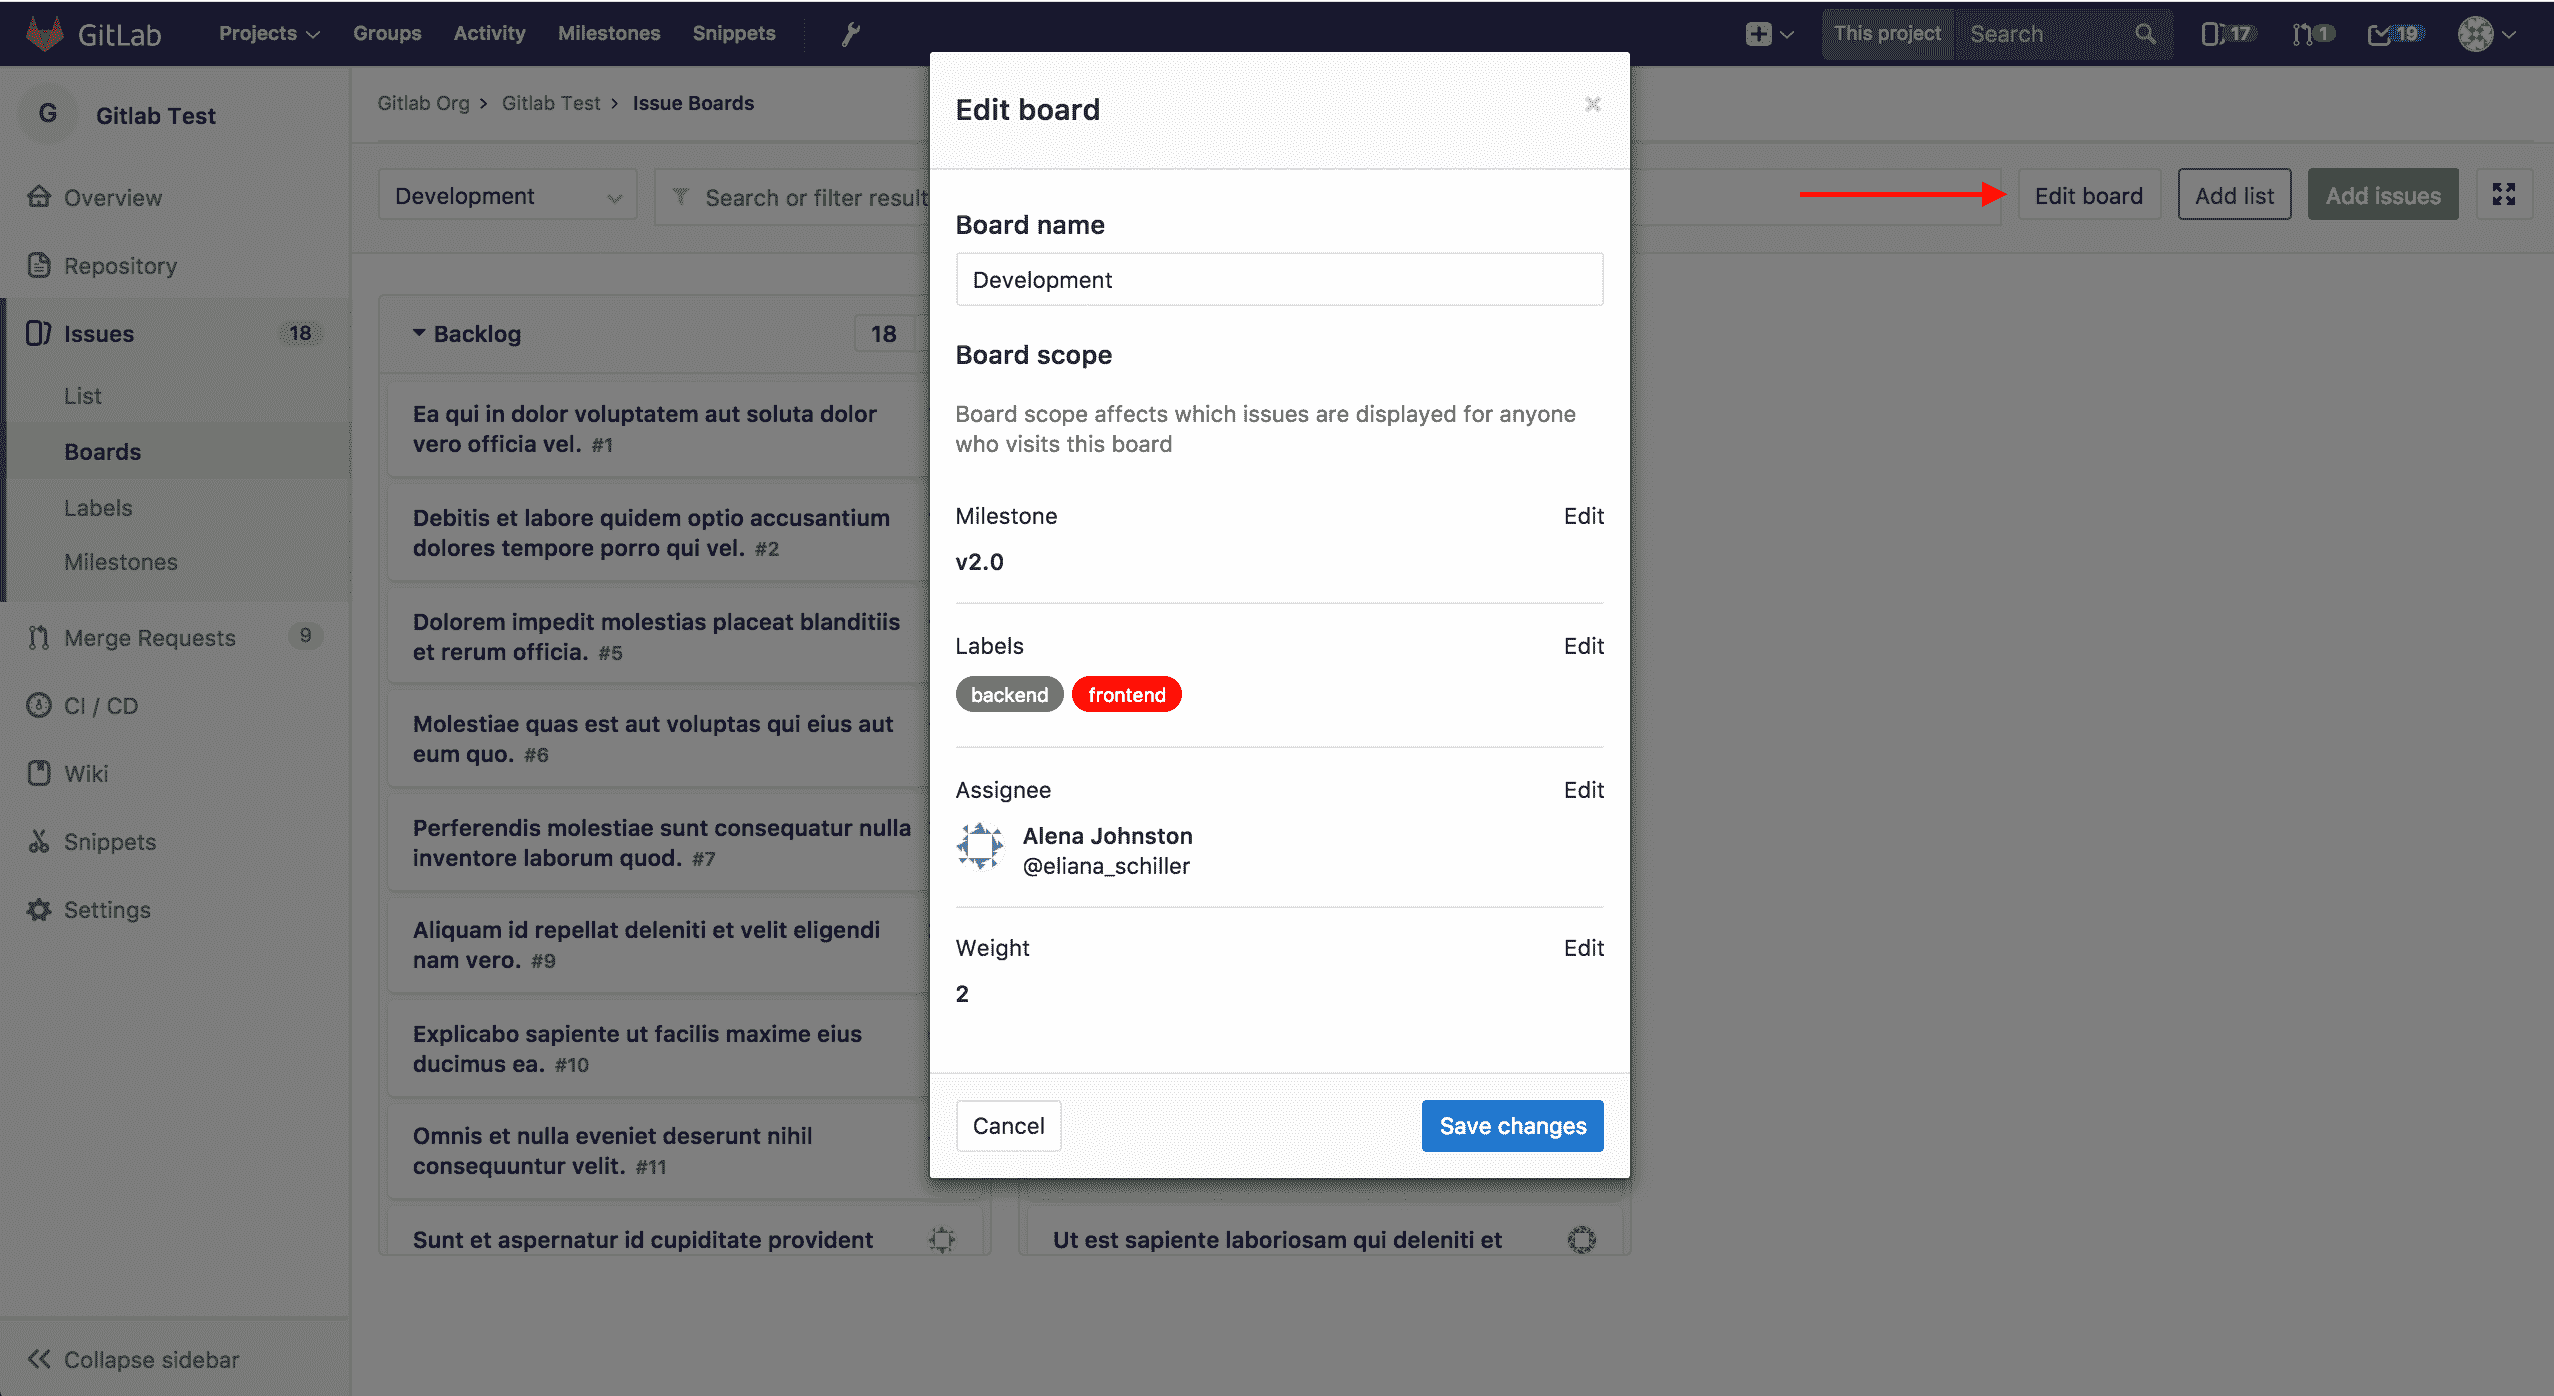 GitLab Projects Groups Activity Milestones Snippets This project Search 17 1 19
G Gitlab Test
Overview
Repository
Issues 18
List
Boards
Labels
Milestones
Merge Requests 9
CI / CD
Wiki
Snippets
Settings
Collapse sidebar
Gitlab Org > Gitlab Test > Issue Boards
Development Search or filter result Edit board Add list Add issues
Backlog 18
Ea qui in dolor voluptatem aut soluta dolor
vero officia vel. #1
Debitis et labore quidem optio accusantium
dolores tempore porro qui vel. #2
Dolorem impedit molestias placeat blanditiis
et rerum officia. #5
Molestiae quas est aut voluptas qui eius aut
eum quo. #6
Perferendis molestiae sunt consequatur nulla
inventore laborum quod. #7
Aliquam id repellat deleniti et velit eligendi
nam vero. #9
Explicabo sapiente ut facilis maxime eius
ducimus ea. #10
Omnis et nulla eveniet deserunt nihil
consequuntur velit. #11
Sunt et aspernatur id cupiditate provident
Ut est sapiente laboriosam qui deleniti et
Edit board ×
Board name
Development
Board scope
Board scope affects which issues are displayed for anyone
who visits this board
Milestone Edit
v2.0
Labels Edit
backend frontend
Assignee Edit
Alena Johnston
@eliana_schiller
Weight Edit
2
Cancel Save changes